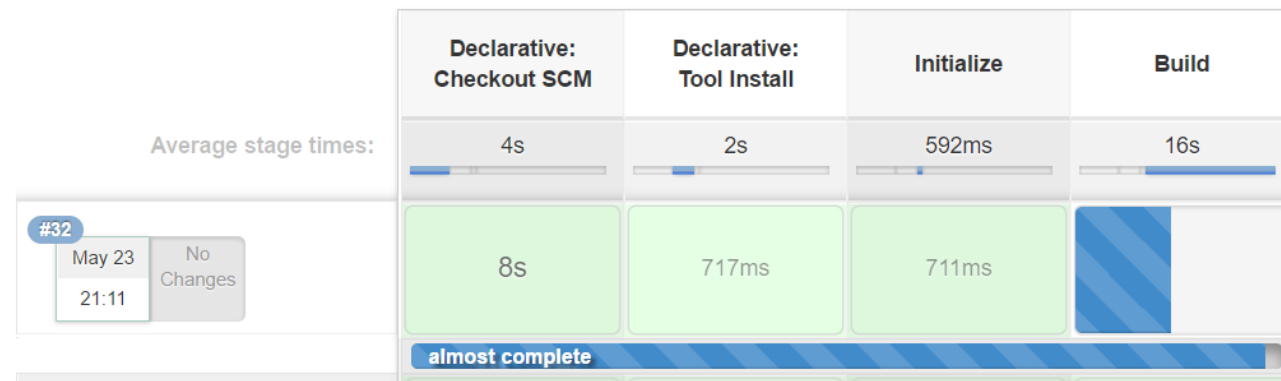 Declarative:
Checkout SCM
Declarative:
Tool Install
Initialize
Build
Average stage times:
4s
2s
592ms
16s
#32
May 23
21:11
No
Changes
8s
717ms
711ms
almost complete